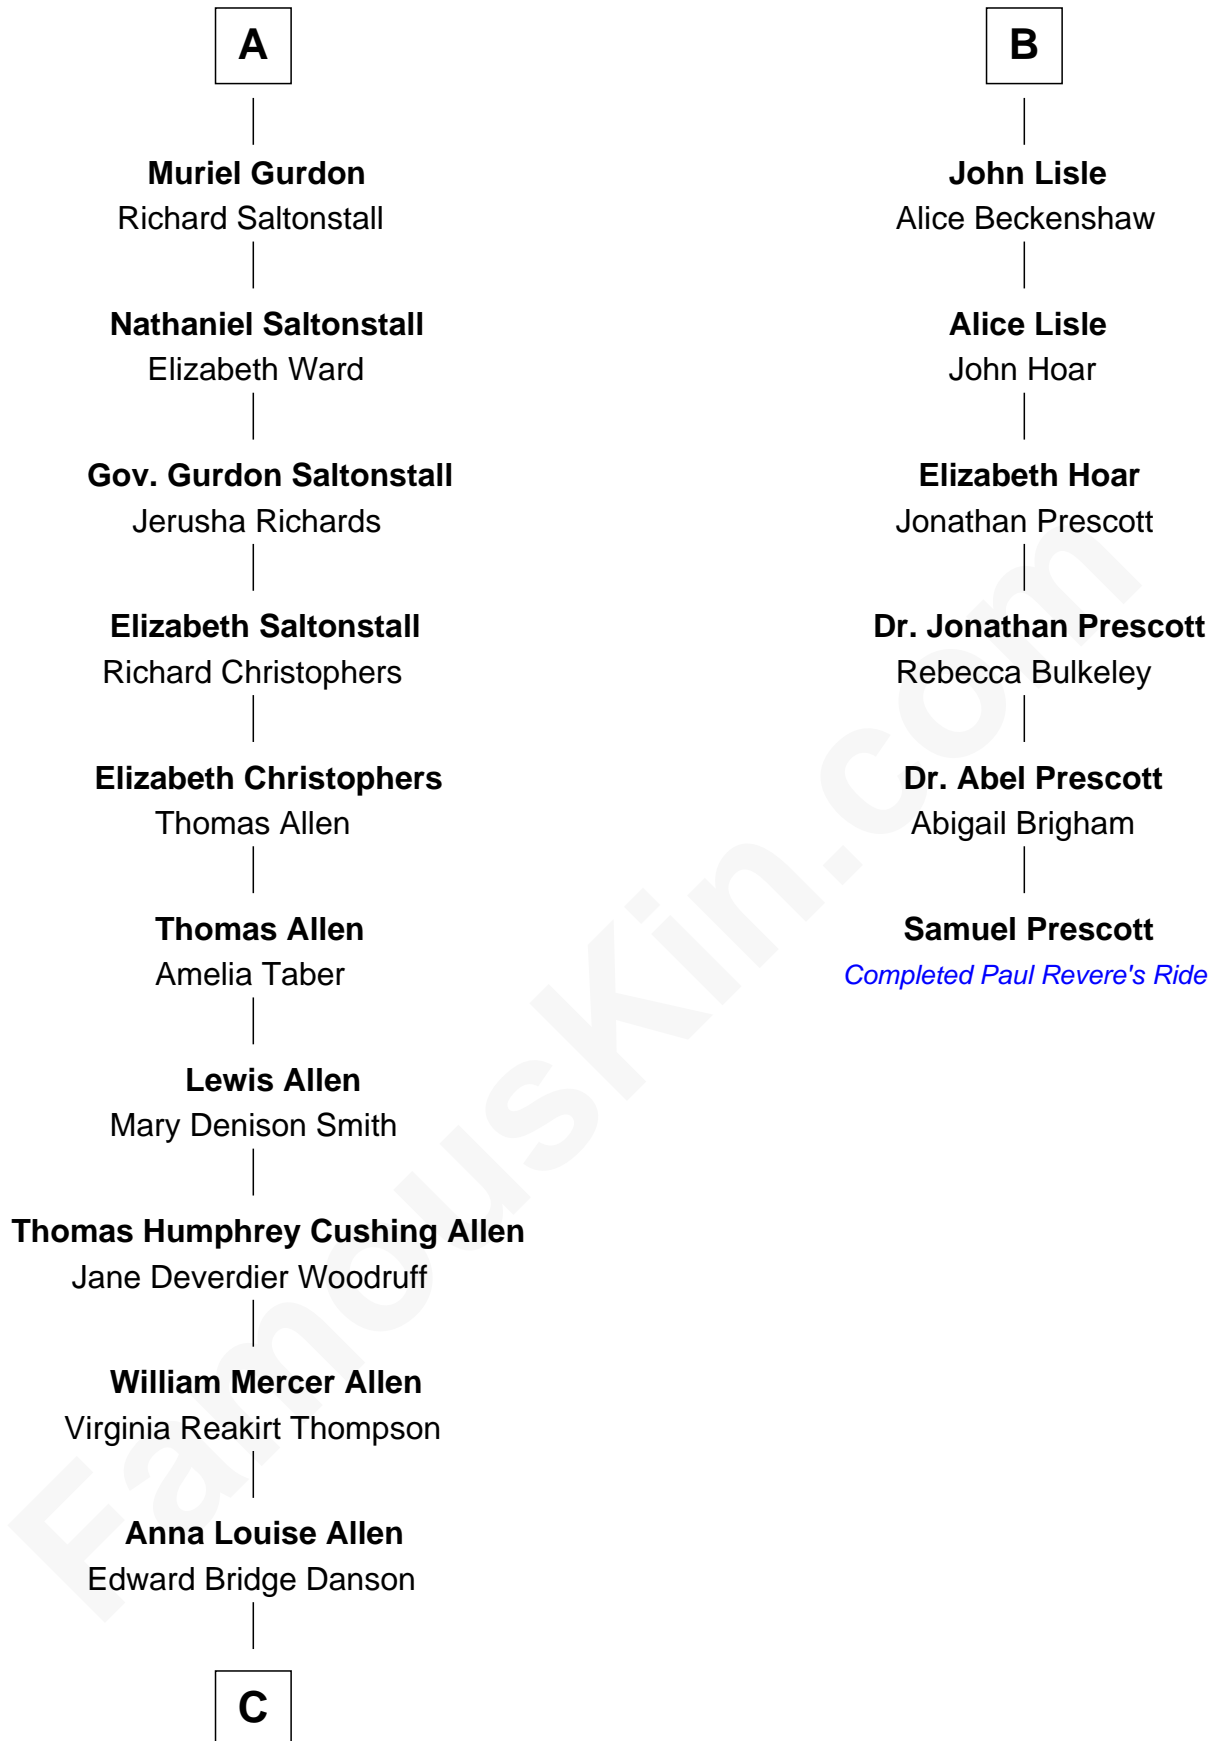 A
Muriel Gurdon
Richard Saltonstall
Nathaniel Saltonstall
Elizabeth Ward
Gov. Gurdon Saltonstall
Jerusha Richards
Elizabeth Saltonstall
Richard Christophers
Elizabeth Christophers
Thomas Allen
Thomas Allen
Amelia Taber
Lewis Allen
Mary Denison Smith
Thomas Humphrey Cushing Allen
Jane Deverdier Woodruff
William Mercer Allen
Virginia Reakirt Thompson
Anna Louise Allen
Edward Bridge Danson
C
B
John Lisle
Alice Beckenshaw
Alice Lisle
John Hoar
Elizabeth Hoar
Jonathan Prescott
Dr. Jonathan Prescott
Rebecca Bulkeley
Dr. Abel Prescott
Abigail Brigham
Samuel Prescott
Completed Paul Revere's Ride
FamousKin.com